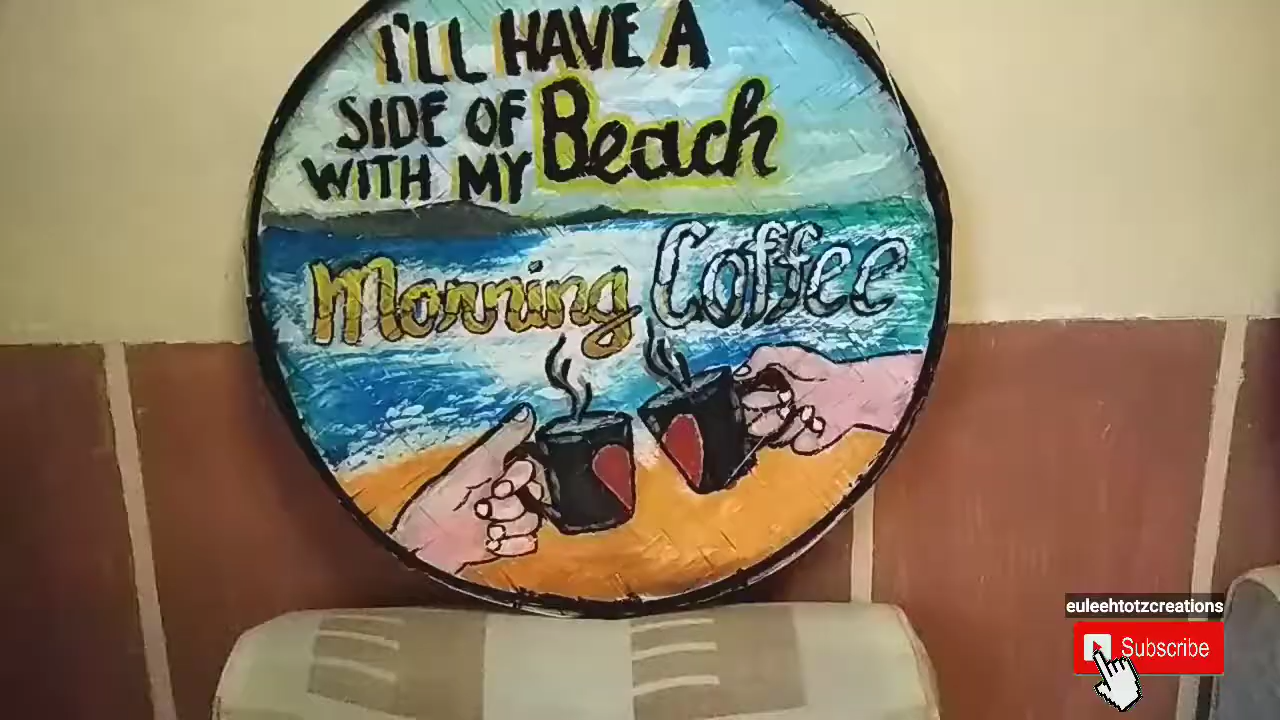 I'LL HAVE A
SIDE OF Beach
WITH MY
Morning Coffee
euleehtotzcreations
Subscribe